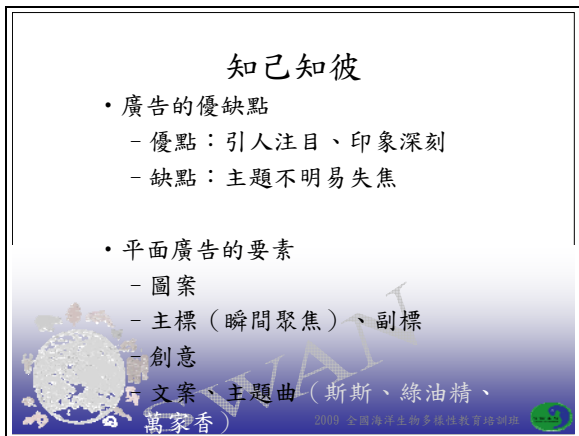 知己知彼
•廣告的優缺點
–優點：引人注目、印象深刻
–缺點：主題不明易失焦
•平面廣告的要素
–圖案
–主標（瞬間聚焦）、副標
–創意
–文案、主題曲（斯斯、綠油精、
萬家香）
2009 全國海洋生物多樣性教育培訓班